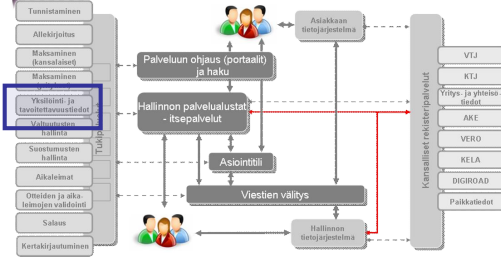 Tunnistaminen
Allekirjoitus
Maksaminen
(kansalaiset)
Maksaminen
Yksilöinti- ja
tavoitettavuustiedot
Valtuutusten
hallinta
Suostumusten
hallinta
Aikaleimat
Otteiden ja aika-
leimojen validointi
Salaus
Kertakirjautuminen
Palveluun ohjaus (portaalit)
ja haku
Hallinnon palvelualustat
- itsepalvelut
Asiointitili
Viestien välitys
Asiakkaan
tietojärjestelmä
Hallinnon
tietojärjestelmä
Kansalliset rekisteripalvelut
VTJ
KTJ
Yritys- ja yhteisö-
tiedot
AKE
VERO
KELA
DIGIROAD
Paikkatiedot